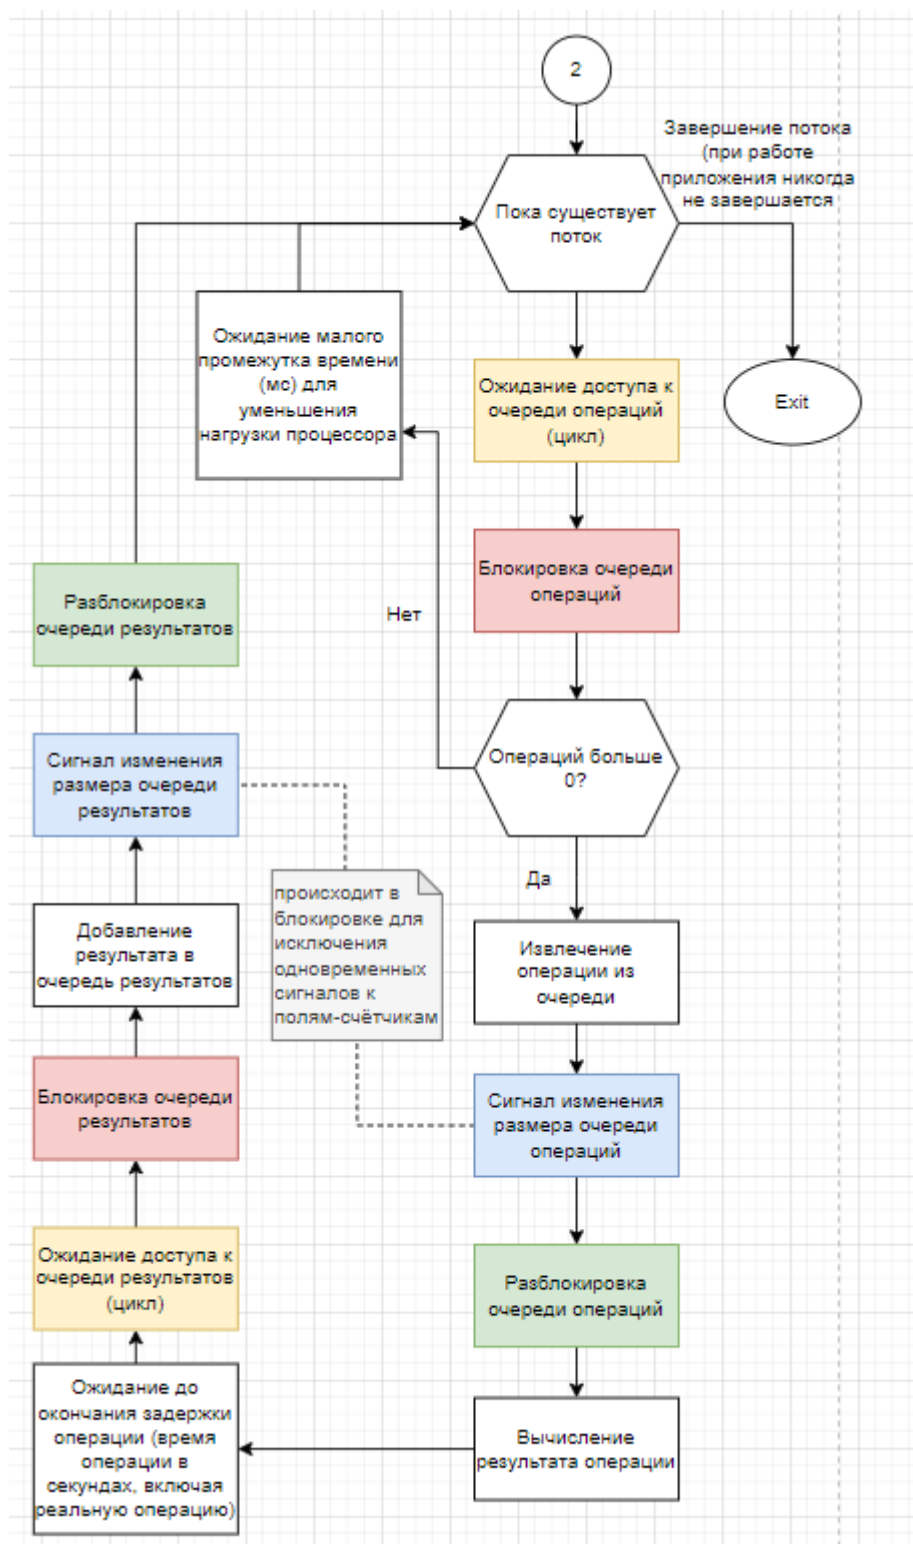 2
Завершение потока
(при работе
приложения никогда
не завершается
Пока существует
поток
Ожидание малого
промежутка времени
(мс) для
уменьшения
нагрузки процессора
Ожидание доступа к
очереди операций
(цикл)
Exit
Блокировка очереди
операций
Нет
Операций больше
0?
Да
Извлечение
операции из
очереди
Сигнал изменения
размера очереди
операций
Разблокировка
очереди операций
Вычисление
результата операции
Ожидание до
окончания задержки
операции (время
операции в
секундах, включая
реальную операцию)
Ожидание доступа к
очереди результатов
(цикл)
Блокировка очереди
результатов
Добавление
результата в
очередь результатов
Сигнал изменения
размера очереди
результатов
Разблокировка
очереди результатов
происходит в
блокировке для
исключения
одновременных
сигналов к
полям-счётчикам